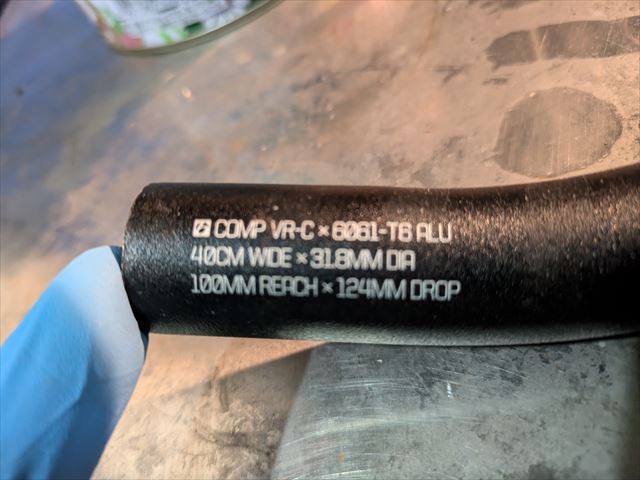 COMP VR-C × 6061-T6 ALU
40CM WIDE × 31.8MM DIA
100MM REACH × 124MM DROP